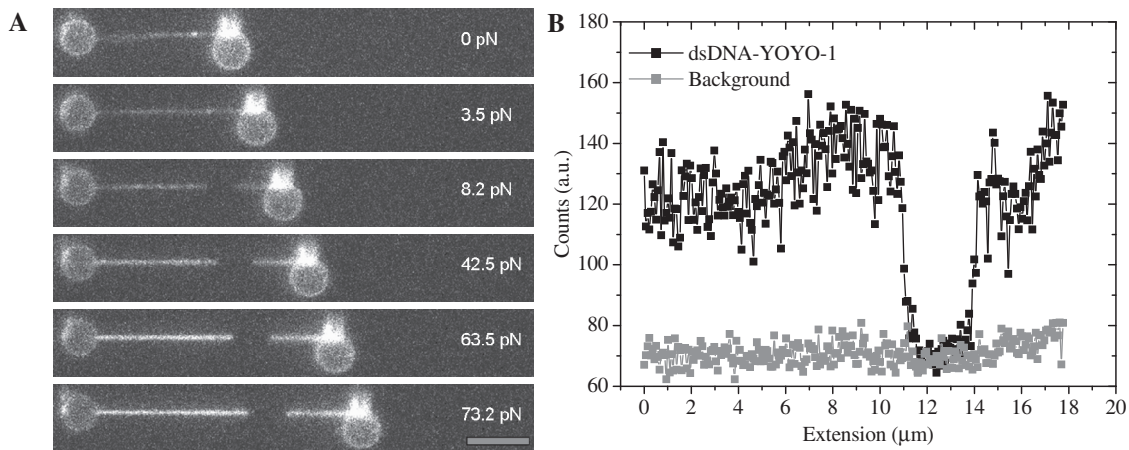 A
0 pN
3.5 pN
8.2 pN
42.5 pN
63.5 pN
73.2 pN
B
180
160
140
120
100
80
60
Counts (a.u.)
dsDNA-YOYO-1
Background
0 2 4 6 8 10 12 14 16 18 20
Extension (μm)